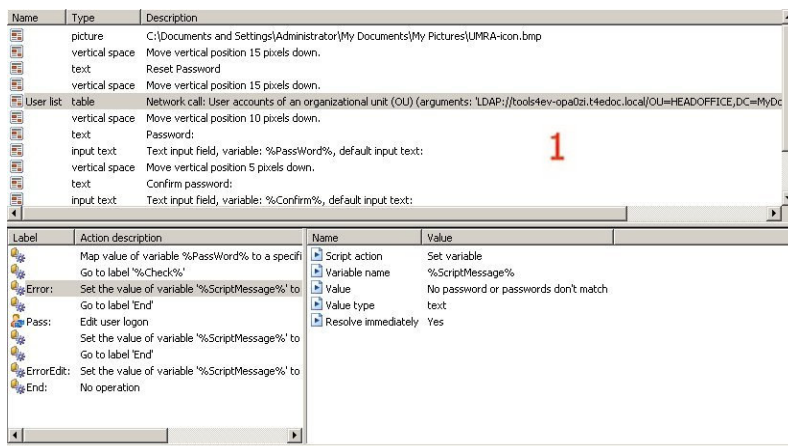 Name Type Description
picture C:\Documents and Settings\Administrator\My Documents\My Pictures\UMRA-icon.bmp
vertical space Move vertical position 15 pixels down.
text Reset Password
vertical space Move vertical position 15 pixels down.
User list table Network call: User accounts of an organizational unit (OU) (arguments: 'LDAP://tools4ev-opa0zi.t4edoc.local/OU=HEADOFFICE,DC=MyDc
vertical space Move vertical position 10 pixels down.
text Password:
input text Text input field, variable: %PassWord%, default input text:
1
vertical space Move vertical position 5 pixels down.
text Confirm password:
input text Text input field, variable: %Confirm%, default input text:
Label Action description
Map value of variable %PassWord% to a specifi
Go to label '%Check%'
Error: Set the value of variable '%ScriptMessage%' to
Go to label 'End'
Pass: Edit user logon
Set the value of variable '%ScriptMessage%' to
Go to label 'End'
ErrorEdit: Set the value of variable '%ScriptMessage%' to
End: No operation
Name Value
Script action Set variable
Variable name %ScriptMessage%
Value No password or passwords don't match
Value type text
Resolve immediately Yes